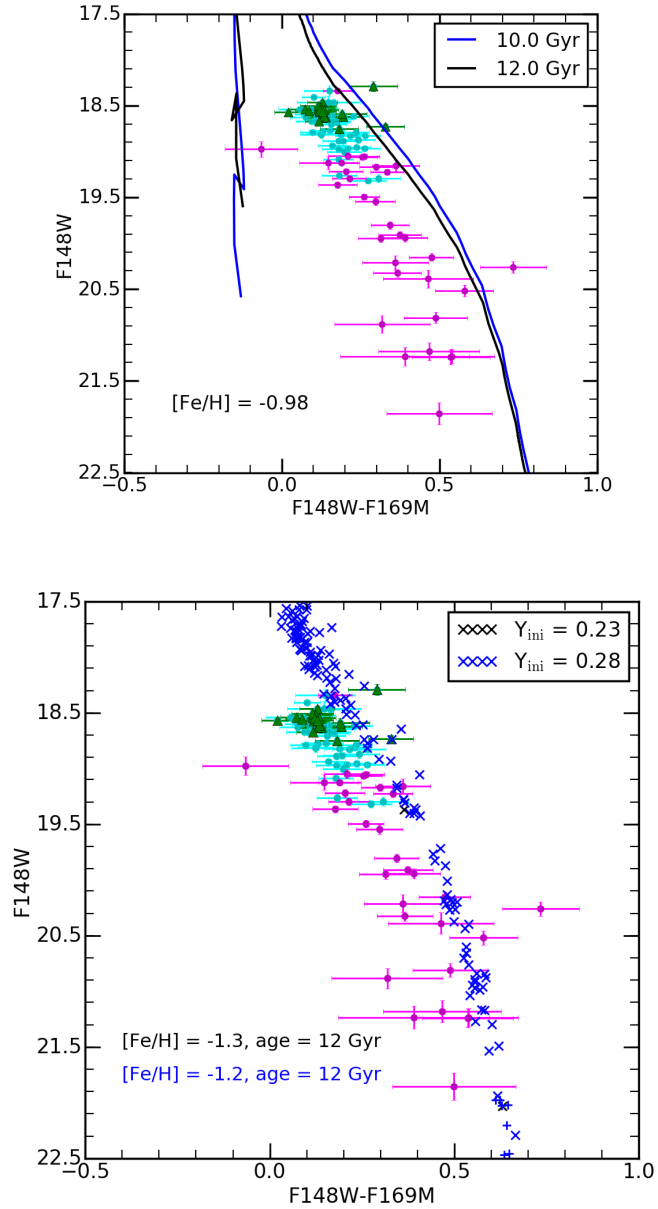 17.5
18.5
19.5
20.5
21.5
22.5
F148W
10.0 Gyr
12.0 Gyr
[Fe/H] = -0.98
−0.5 0.0 0.5 1.0
F148W-F169M
17.5
18.5
19.5
20.5
21.5
22.5
F148W
Yini = 0.23
Yini = 0.28
[Fe/H] = -1.3, age = 12 Gyr
[Fe/H] = -1.2, age = 12 Gyr
−0.5 0.0 0.5 1.0
F148W-F169M